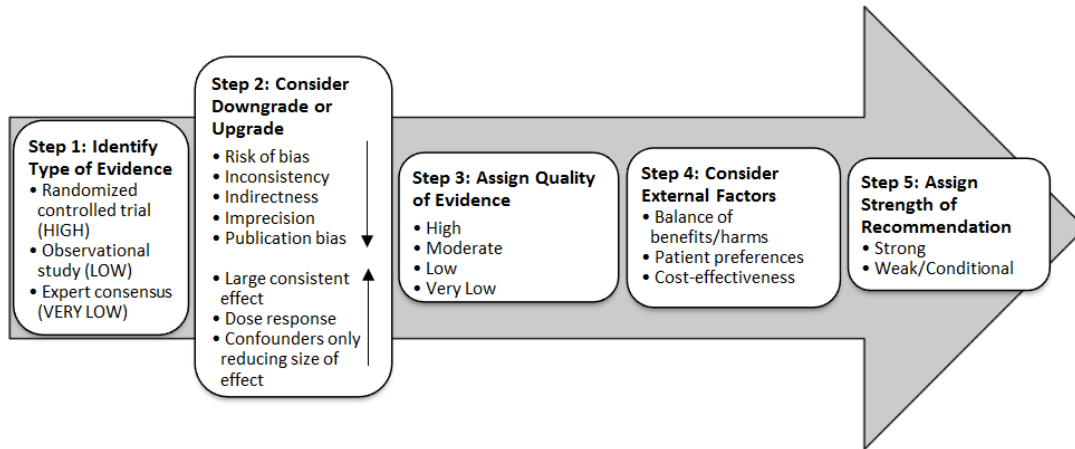 Step 1: Identify
Type of Evidence
• Randomized
controlled trial
(HIGH)
• Observational
study (LOW)
• Expert consensus
(VERY LOW)
Step 2: Consider
Downgrade or
Upgrade
• Risk of bias
• Inconsistency
• Indirectness
• Imprecision
• Publication bias
• Large consistent
effect
• Dose response
• Confounders only
reducing size of
effect
Step 3: Assign Quality
of Evidence
• High
• Moderate
• Low
• Very Low
Step 4: Consider
External Factors
• Balance of
benefits/harms
• Patient preferences
• Cost-effectiveness
Step 5: Assign
Strength of
Recommendation
• Strong
• Weak/Conditional